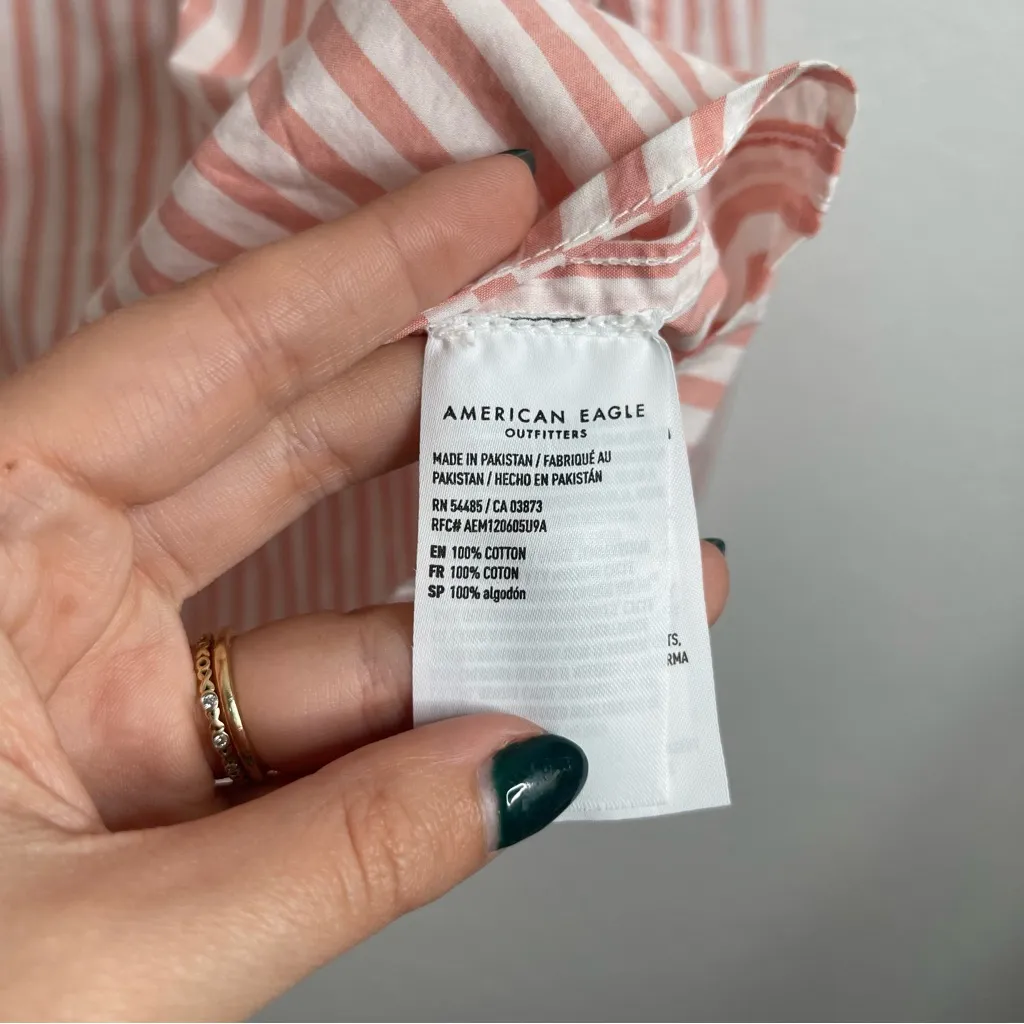 AMERICAN EAGLE
OUTFITTERS
MADE IN PAKISTAN / FABRIQUÉ AU
PAKISTAN / HECHO EN PAKISTÁN
RN 54485 / CA 03873
RFC# AEM120605U9A
EN 100% COTTON
FR 100% COTON
SP 100% algodón